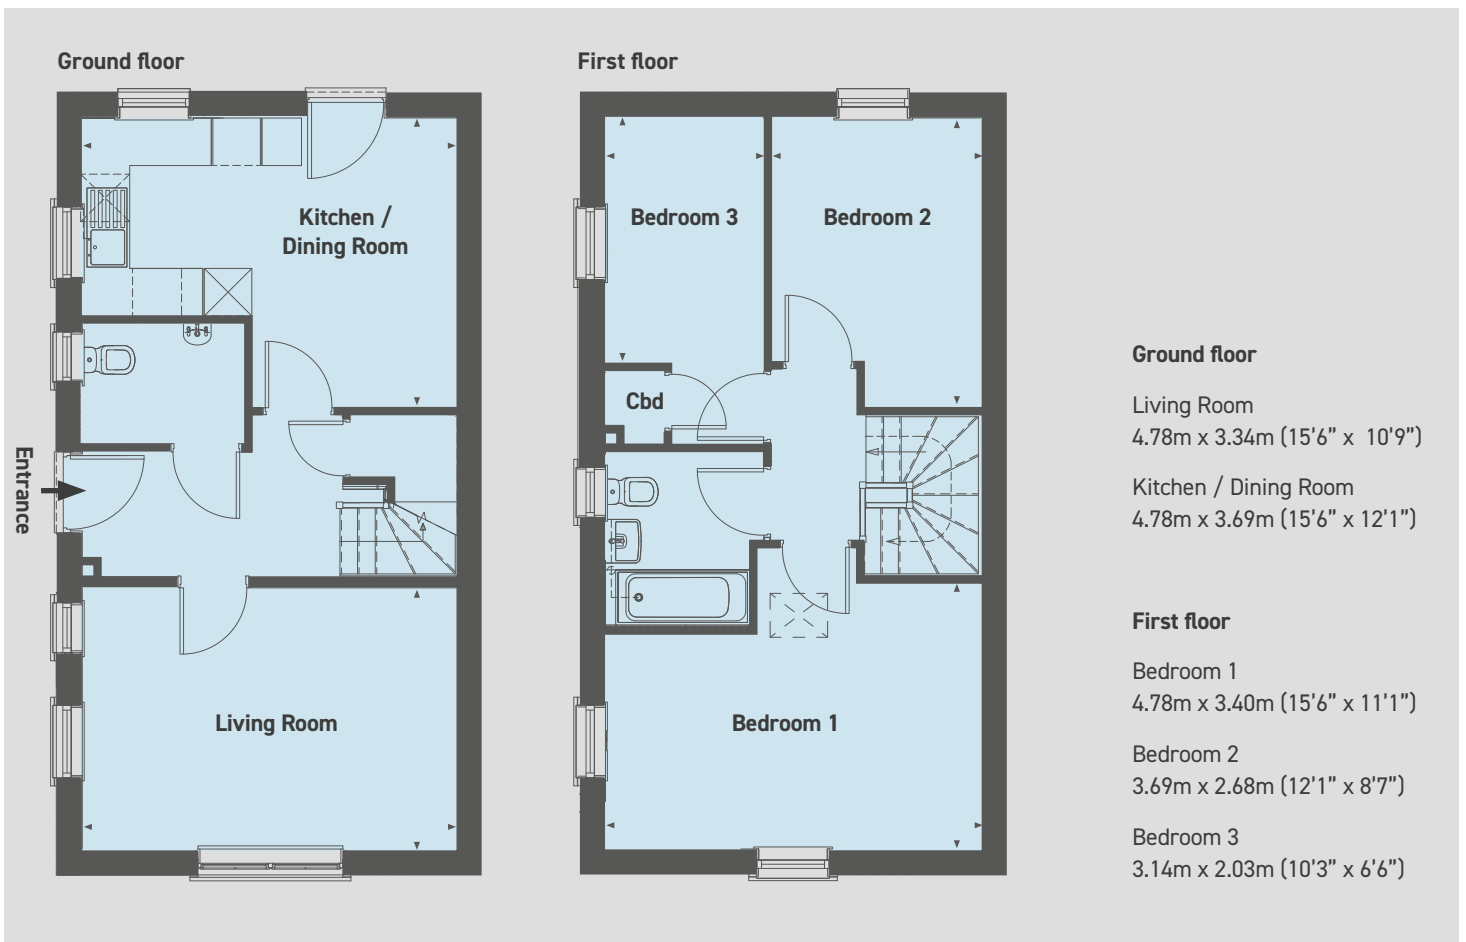 Ground floor
First floor
Kitchen /
Dining Room
Bedroom 3
Bedroom 2
Cbd
Entrance
Living Room
Bedroom 1
Ground floor
Living Room
4.78m x 3.34m (15’6” x 10’9”)
Kitchen / Dining Room
4.78m x 3.69m (15’6” x 12’1”)
First floor
Bedroom 1
4.78m x 3.40m (15’6” x 11’1”)
Bedroom 2
3.69m x 2.68m (12’1” x 8’7”)
Bedroom 3
3.14m x 2.03m (10’3” x 6’6”)